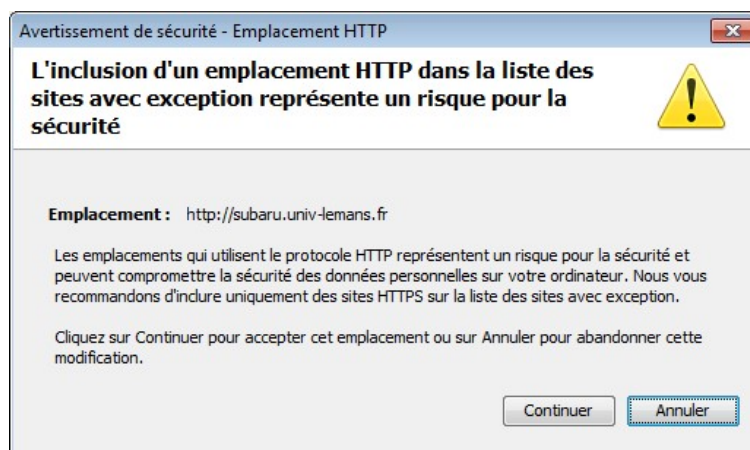 Avertissement de sécurité - Emplacement HTTP
L'inclusion d'un emplacement HTTP dans la liste des
sites avec exception représente un risque pour la
sécurité
Emplacement : http://subaru.univ-lemans.fr
Les emplacements qui utilisent le protocole HTTP représentent un risque pour la sécurité et
peuvent compromettre la sécurité des données personnelles sur votre ordinateur. Nous vous
recommandons d'inclure uniquement des sites HTTPS sur la liste des sites avec exception.
Cliquez sur Continuer pour accepter cet emplacement ou sur Annuler pour abandonner cette
modification.
Continuer Annuler